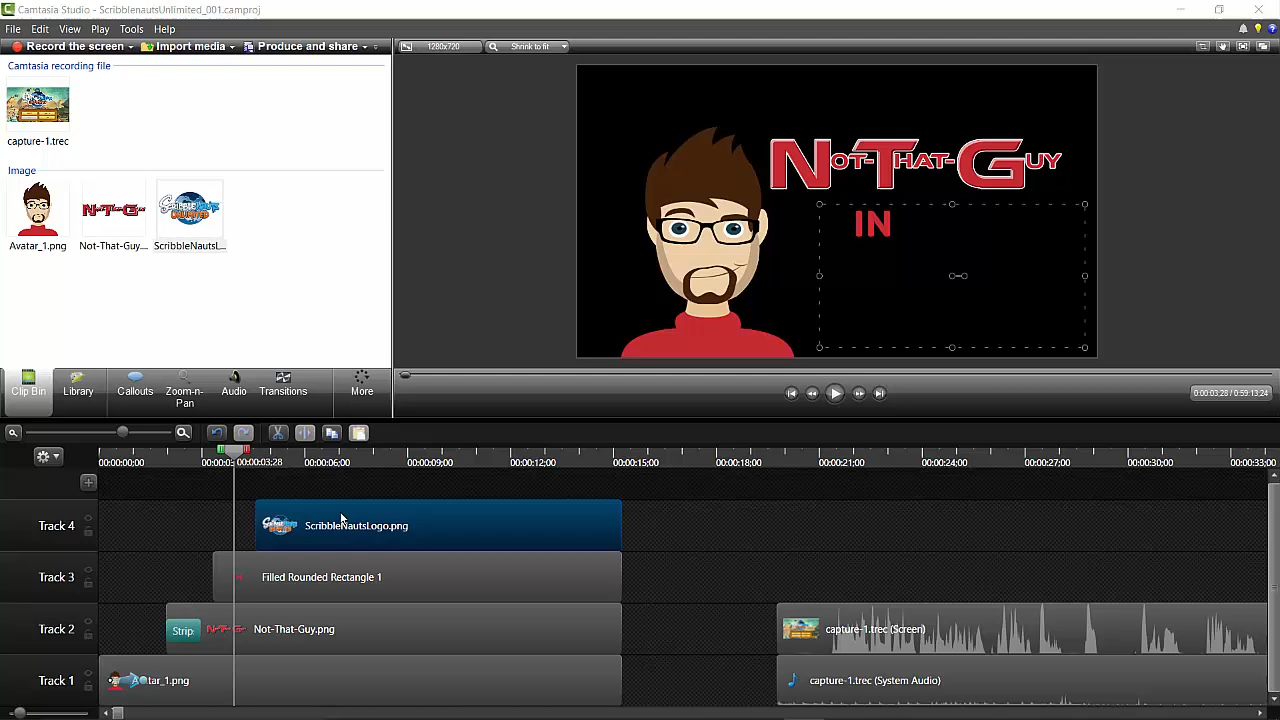 Camtasia Studio - ScribblenautsUnlimited_001.camproj
File Edit View Play Tools Help
Record the screen Import media Produce and share
1280x720 Shrink to fit
Camtasia recording file
capture-1.trec
Image
Avatar_1.png Not-That-Guy... ScribbleNautsL...
NOT-THAT-GUY
IN
Clip Bin Library Callouts Zoom-n-Pan Audio Transitions More
0:00:03;28 / 0:59:13;24
00:00:00;00 00:00:03;28 00:00:06;00 00:00:09;00 00:00:12;00 00:00:15;00 00:00:18;00 00:00:21;00 00:00:24;00 00:00:27;00 00:00:30;00 00:00:33;00
Track 4 ScribbleNautsLogo.png
Track 3 Filled Rounded Rectangle 1
Track 2 Strip Not-That-Guy.png capture-1.trec (Screen)
Track 1 capture-1.trec (System Audio)